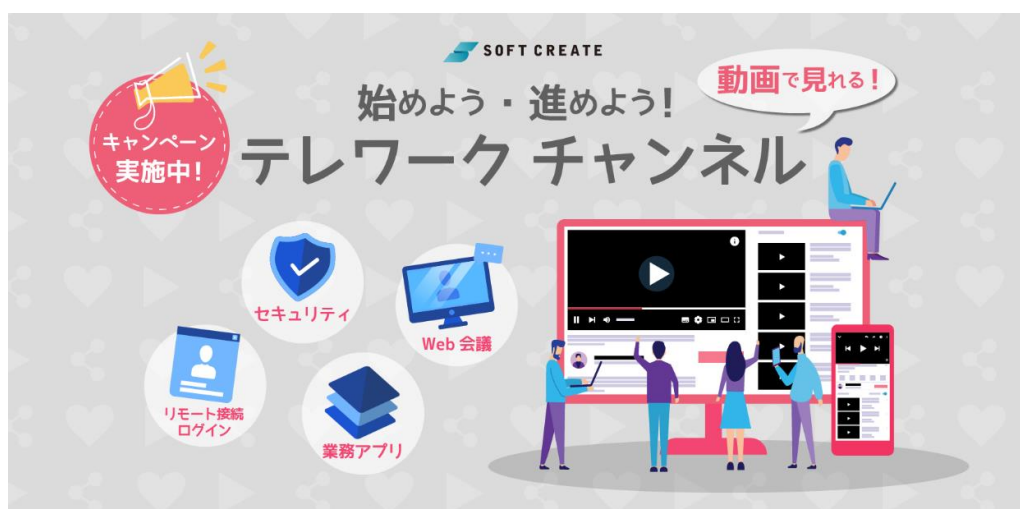 SOFT CREATE
動画で見れる!
始めよう・進めよう!
テレワーク チャンネル
キャンペーン
実施中!
セキュリティ
Web 会議
リモート接続
ログイン
業務アプリ